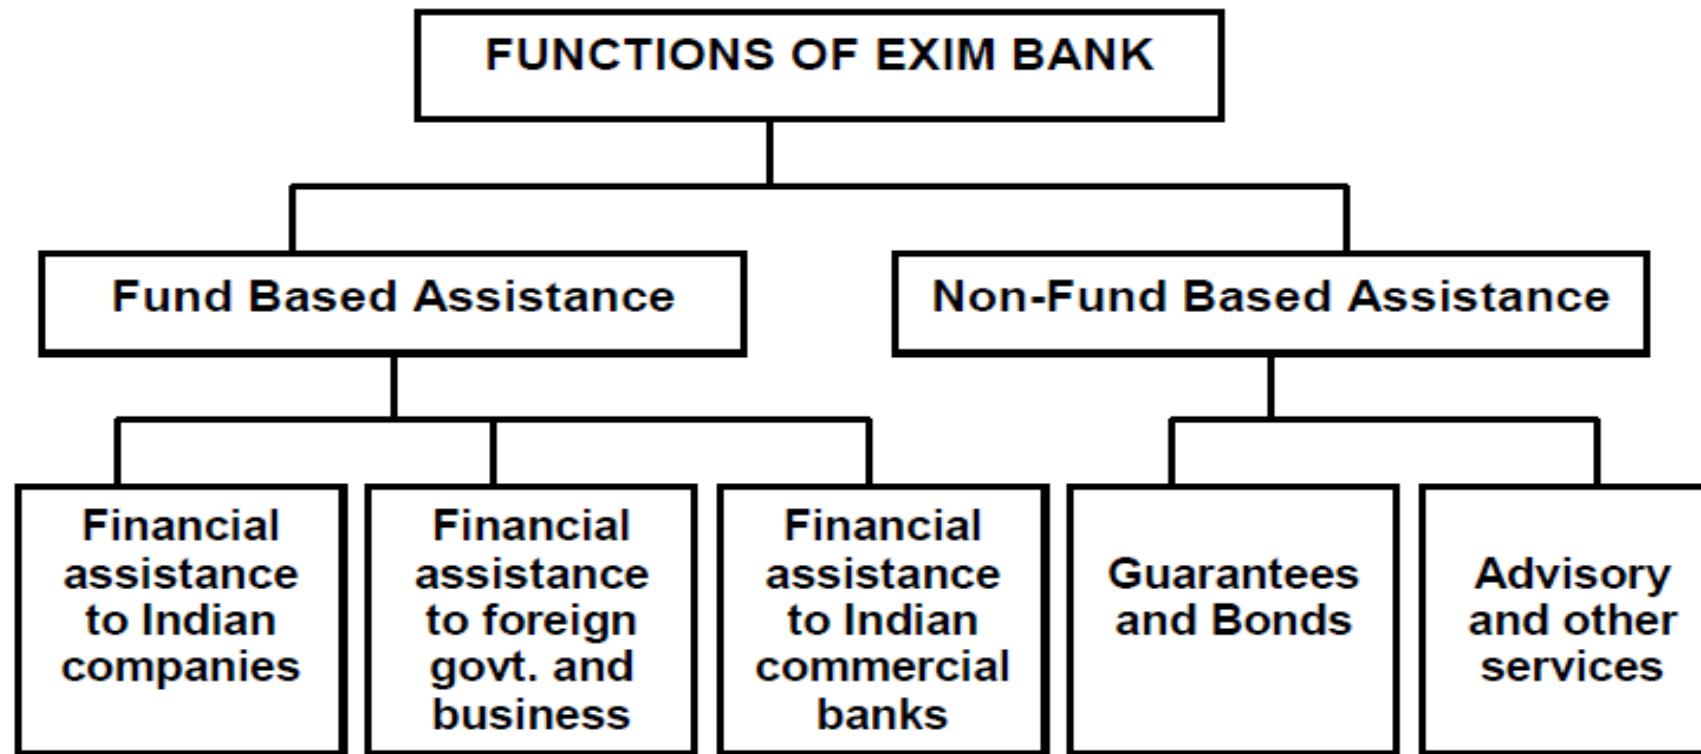 FUNCTIONS OF EXIM BANK
Fund Based Assistance
Non-Fund Based Assistance
Financial
assistance
to Indian
companies
Financial
assistance
to foreign
govt. and
business
Financial
assistance
to Indian
commercial
banks
Guarantees
and Bonds
Advisory
and other
services